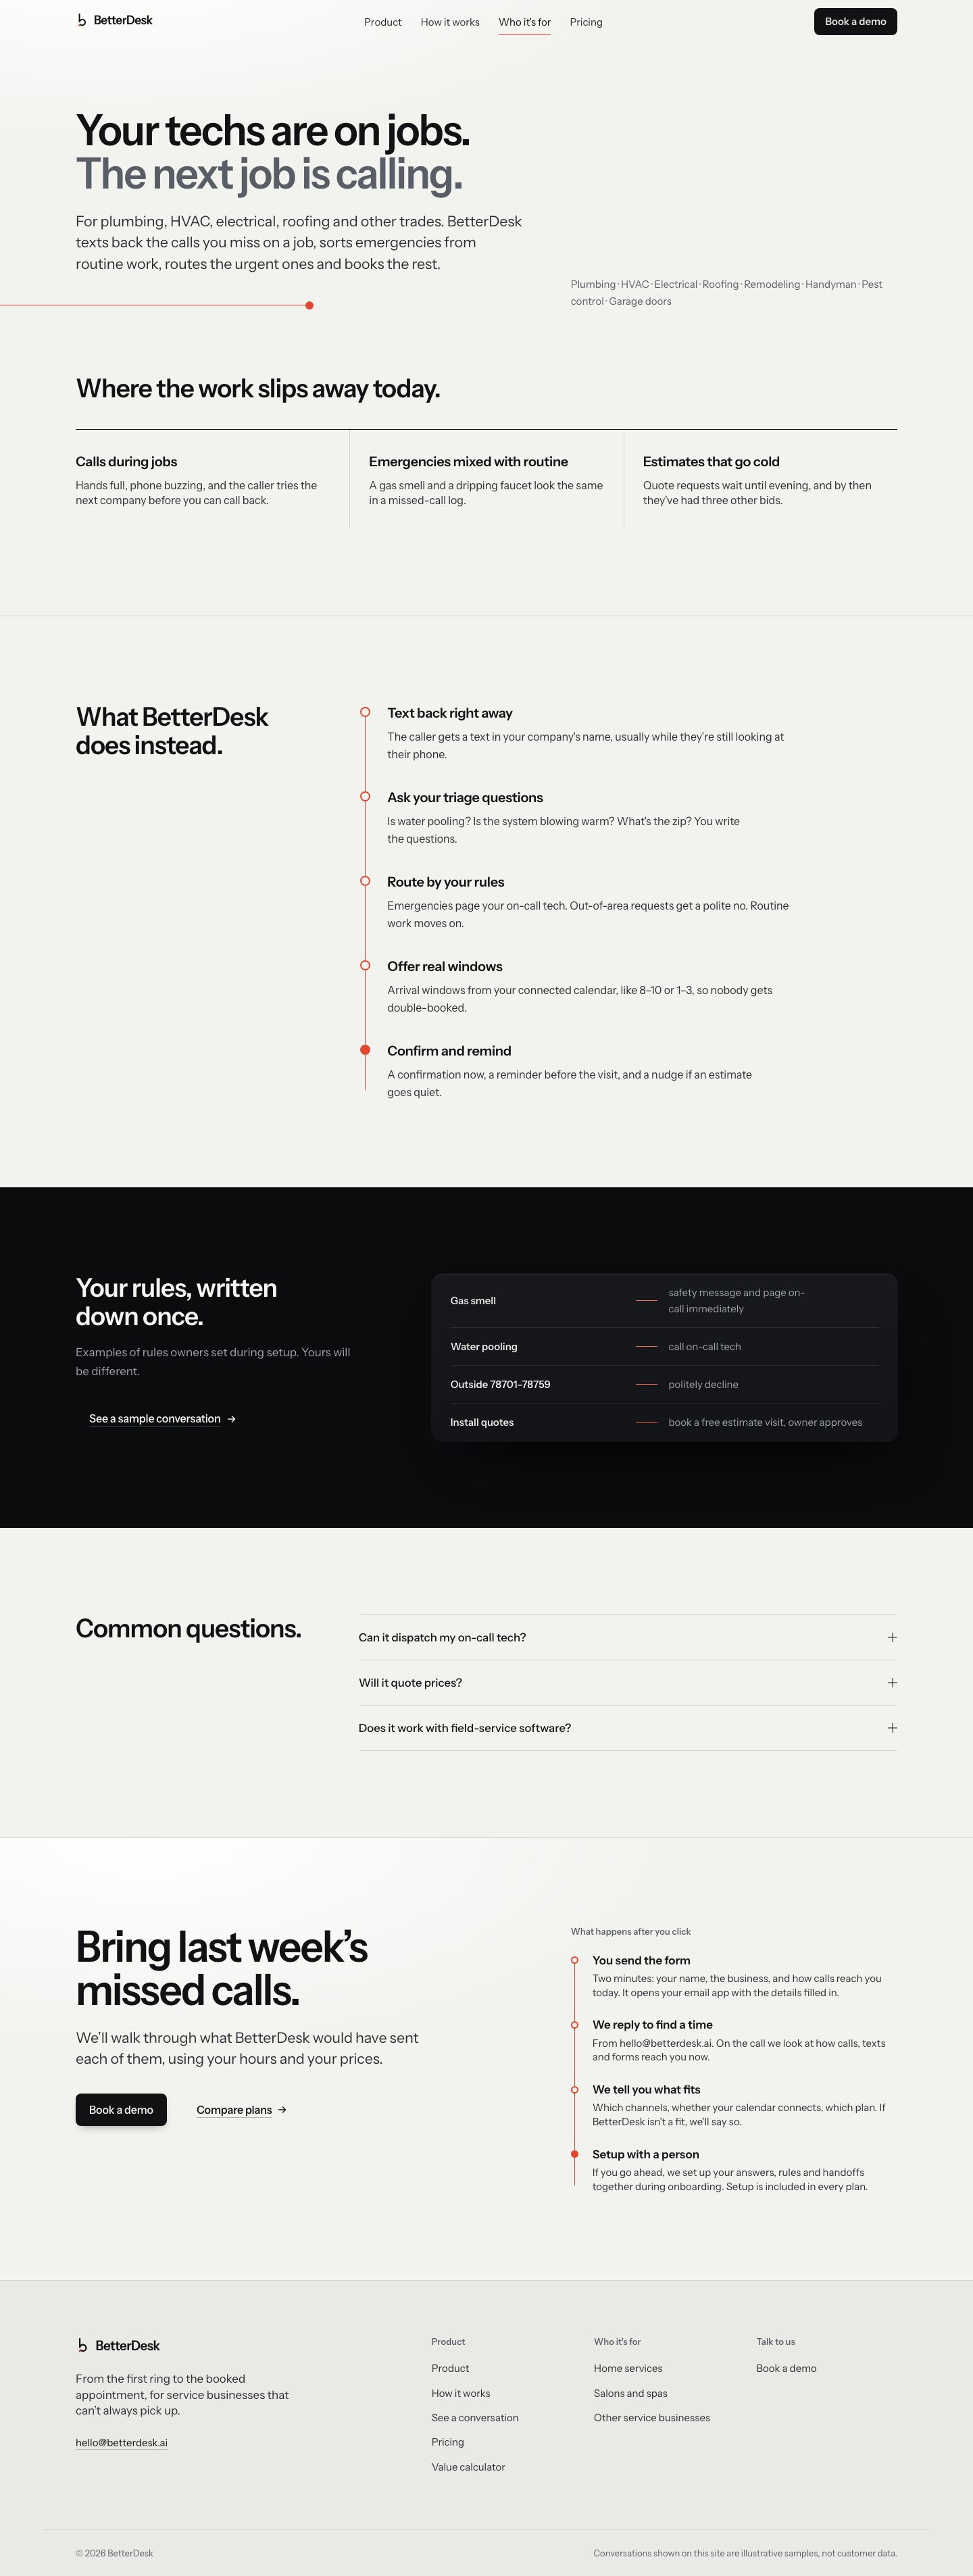 BetterDesk
Product
How it works
Who it's for
Pricing
Book a demo
Your techs are on jobs.
The next job is calling.
For plumbing, HVAC, electrical, roofing and other trades. BetterDesk
texts back the calls you miss on a job, sorts emergencies from
routine work, routes the urgent ones and books the rest.
Plumbing · HVAC · Electrical · Roofing · Remodeling · Handyman · Pest
control · Garage doors
Where the work slips away today.
Calls during jobs
Hands full, phone buzzing, and the caller tries the
next company before you can call back.
Emergencies mixed with routine
A gas smell and a dripping faucet look the same
in a missed-call log.
Estimates that go cold
Quote requests wait until evening, and by then
they've had three other bids.
What BetterDesk
does instead.
Text back right away
The caller gets a text in your company's name, usually while they're still looking at
their phone.
Ask your triage questions
Is water pooling? Is the system blowing warm? What's the zip? You write
the questions.
Route by your rules
Emergencies page your on-call tech. Out-of-area requests get a polite no. Routine
work moves on.
Offer real windows
Arrival windows from your connected calendar, like 8–10 or 1–3, so nobody gets
double-booked.
Confirm and remind
A confirmation now, a reminder before the visit, and a nudge if an estimate
goes quiet.
Your rules, written
down once.
Examples of rules owners set during setup. Yours will
be different.
See a sample conversation →
Gas smell
safety message and page on-
call immediately
Water pooling
call on-call tech
Outside 78701–78759
politely decline
Install quotes
book a free estimate visit, owner approves
Common questions.
Can it dispatch my on-call tech?
Will it quote prices?
Does it work with field-service software?
Bring last week’s
missed calls.
We’ll walk through what BetterDesk would have sent
each of them, using your hours and your prices.
Book a demo
Compare plans →
What happens after you click
You send the form
Two minutes: your name, the business, and how calls reach you
today. It opens your email app with the details filled in.
We reply to find a time
From hello@betterdesk.ai. On the call we look at how calls, texts
and forms reach you now.
We tell you what fits
Which channels, whether your calendar connects, which plan. If
BetterDesk isn't a fit, we'll say so.
Setup with a person
If you go ahead, we set up your answers, rules and handoffs
together during onboarding. Setup is included in every plan.
BetterDesk
From the first ring to the booked
appointment, for service businesses that
can't always pick up.
hello@betterdesk.ai
Product
Product
How it works
See a conversation
Pricing
Value calculator
Who it's for
Home services
Salons and spas
Other service businesses
Talk to us
Book a demo
© 2026 BetterDesk
Conversations shown on this site are illustrative samples, not customer data.